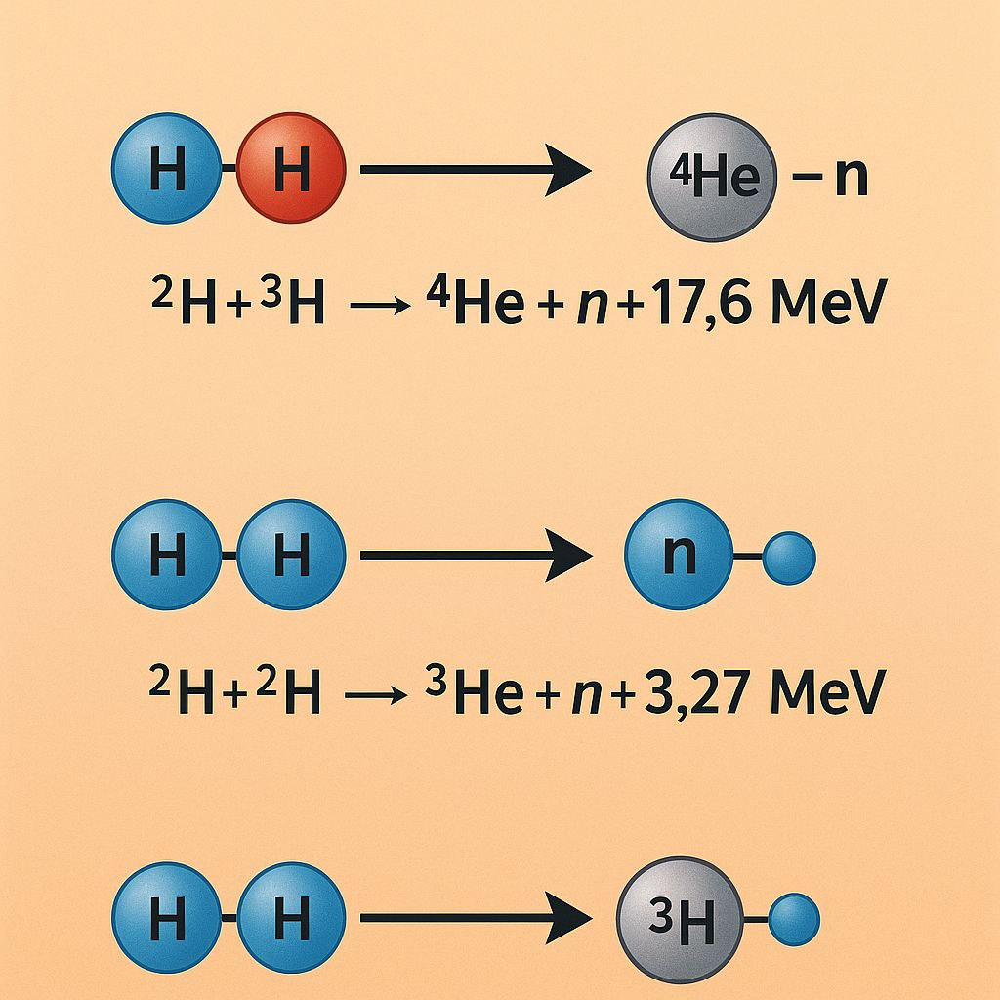 H H ⁴He – n
²H + ³H → ⁴He + n + 17,6 MeV
H H n
²H + ²H → ³He + n + 3,27 MeV
H H ³H